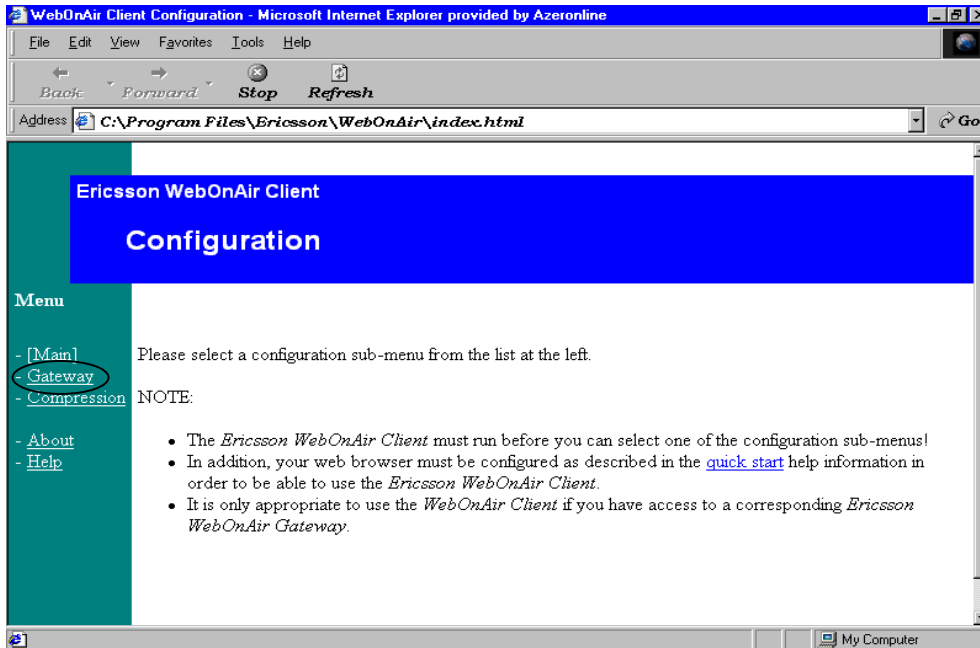 WebOnAir Client Configuration - Microsoft Internet Explorer provided by Azeronline
File Edit View Favorites Tools Help
Back Forward Stop Refresh
Address C:\Program Files\Ericsson\WebOnAir\index.html Go
Ericsson WebOnAir Client
Configuration
Menu
- [Main]
- Gateway
- Compression
- About
- Help
Please select a configuration sub-menu from the list at the left.
NOTE:
• The Ericsson WebOnAir Client must run before you can select one of the configuration sub-menus!
• In addition, your web browser must be configured as described in the quick start help information in
order to be able to use the Ericsson WebOnAir Client.
• It is only appropriate to use the WebOnAir Client if you have access to a corresponding Ericsson
WebOnAir Gateway.
My Computer